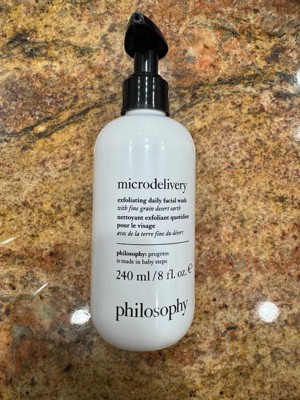 microdelivery
exfoliating daily facial wash
with fine grain desert earth
nettoyant exfoliant quotidien
pour le visage
avec de la terre fine du désert
philosophy: progress
is made in baby steps.
240 ml/8 fl. oz. ℮
philosophy